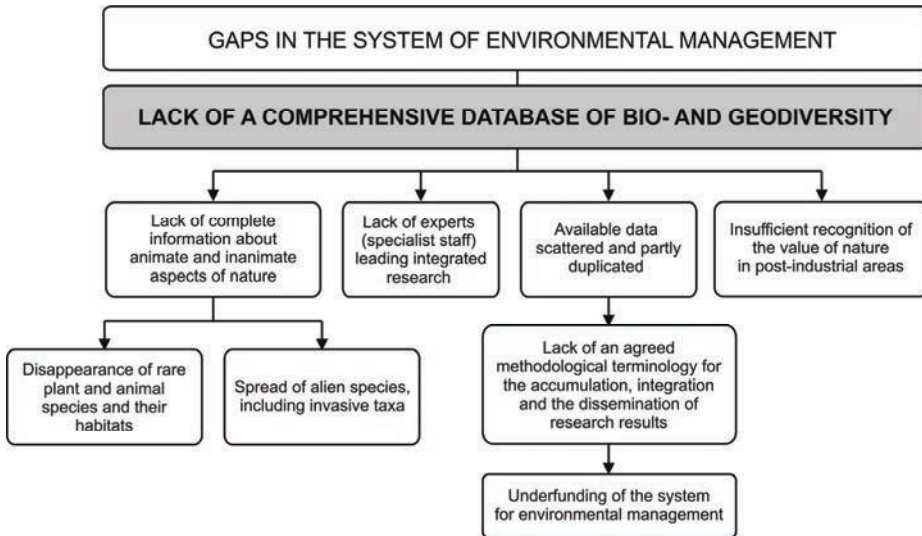 GAPS IN THE SYSTEM OF ENVIRONMENTAL MANAGEMENT
LACK OF A COMPREHENSIVE DATABASE OF BIO- AND GEODIVERSITY
Lack of complete
information about
animate and inanimate
aspects of nature
Lack of experts
(specialist staff)
leading integrated
research
Available data
scattered and partly
duplicated
Insufficient recognition of
the value of nature
in post-industrial areas
Disappearance of rare
plant and animal
species and their
habitats
Spread of alien species,
including invasive taxa
Lack of an agreed
methodological terminology for
the accumulation, integration
and the dissemination of
research results
Underfunding of the system
for environmental management